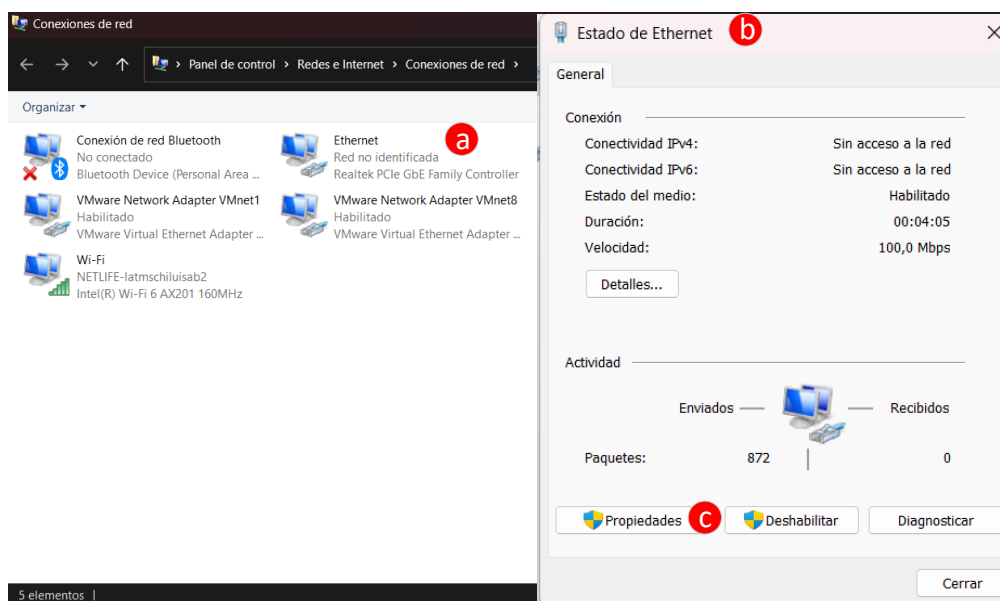 Conexiones de red
Panel de control > Redes e Internet > Conexiones de red >
Organizar
Conexión de red Bluetooth
No conectado
Bluetooth Device (Personal Area ...
Ethernet
Red no identificada
Realtek PCIe GbE Family Controller
a
VMware Network Adapter VMnet1
Habilitado
VMware Virtual Ethernet Adapter ...
VMware Network Adapter VMnet8
Habilitado
VMware Virtual Ethernet Adapter ...
Wi-Fi
NETLIFE-latmschiluisab2
Intel(R) Wi-Fi 6 AX201 160MHz
5 elementos
Estado de Ethernet b
General
Conexión
Conectividad IPv4: Sin acceso a la red
Conectividad IPv6: Sin acceso a la red
Estado del medio: Habilitado
Duración: 00:04:05
Velocidad: 100,0 Mbps
Detalles...
Actividad
Enviados — — Recibidos
Paquetes: 872 | 0
Propiedades c Deshabilitar Diagnosticar
Cerrar